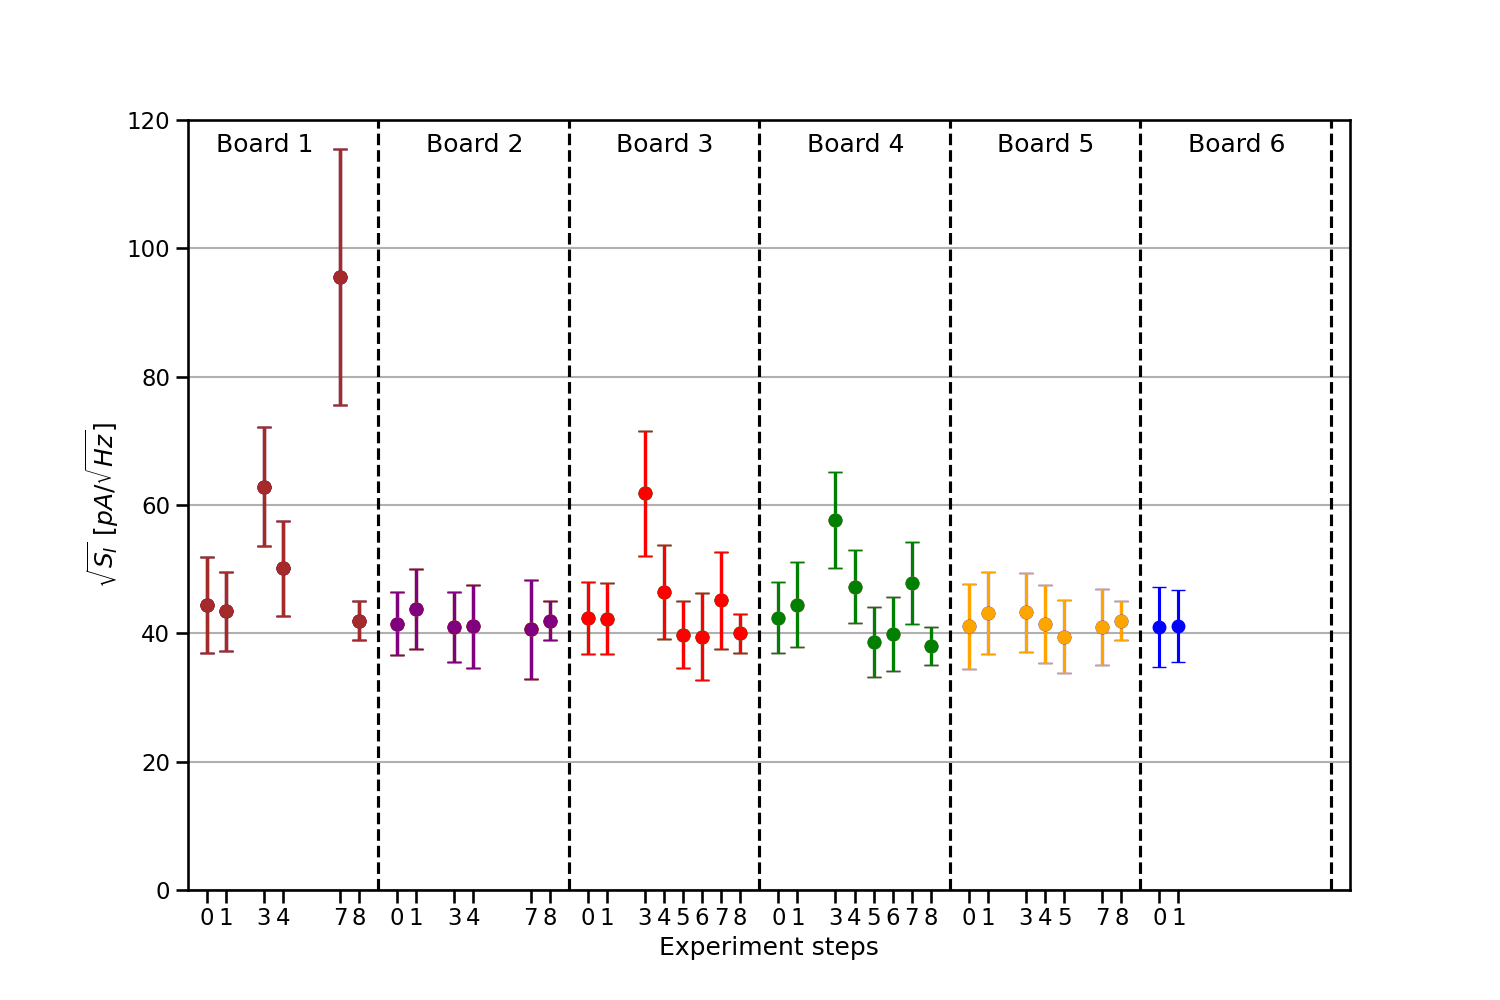 Board 1 Board 2 Board 3 Board 4 Board 5 Board 6
120
100
80
60
40
20
0
√S_I [pA/√Hz]
0 1 3 4 7 8 0 1 3 4 7 8 0 1 3 4 5 6 7 8 0 1 3 4 5 6 7 8 0 1 3 4 5 7 8 0 1
Experiment steps